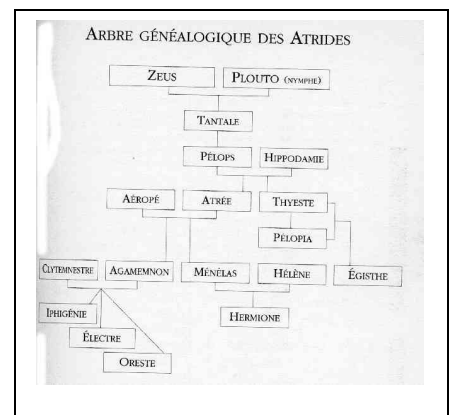 ARBRE GÉNÉALOGIQUE DES ATRIDES
ZEUS PLOUTO (NYMPHE)
TANTALE
PÉLOPS HIPPODAMIE
AÉROPÉ ATRÉE THYESTE
PÉLOPIA
CLYTEMNESTRE AGAMEMNON MÉNÉLAS HÉLÈNE ÉGISTHE
IPHIGÉNIE HERMIONE
ÉLECTRE
ORESTE